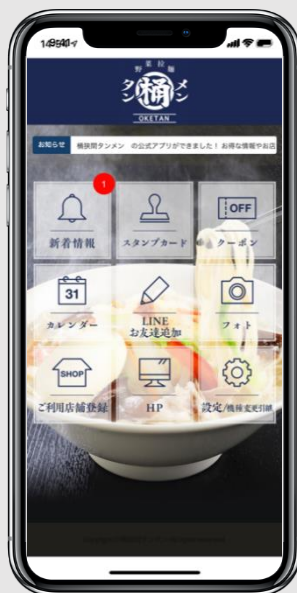 野菜拉麺
タンメン
桶
OKETAN
お知らせ 桶狭間タンメン の公式アプリができました！ お得な情報やお店
1
OFF
新着情報 スタンプカード クーポン
31
カレンダー LINE お友達追加 フォト
SHOP
ご利用店舗登録 HP 設定/機種変更引継